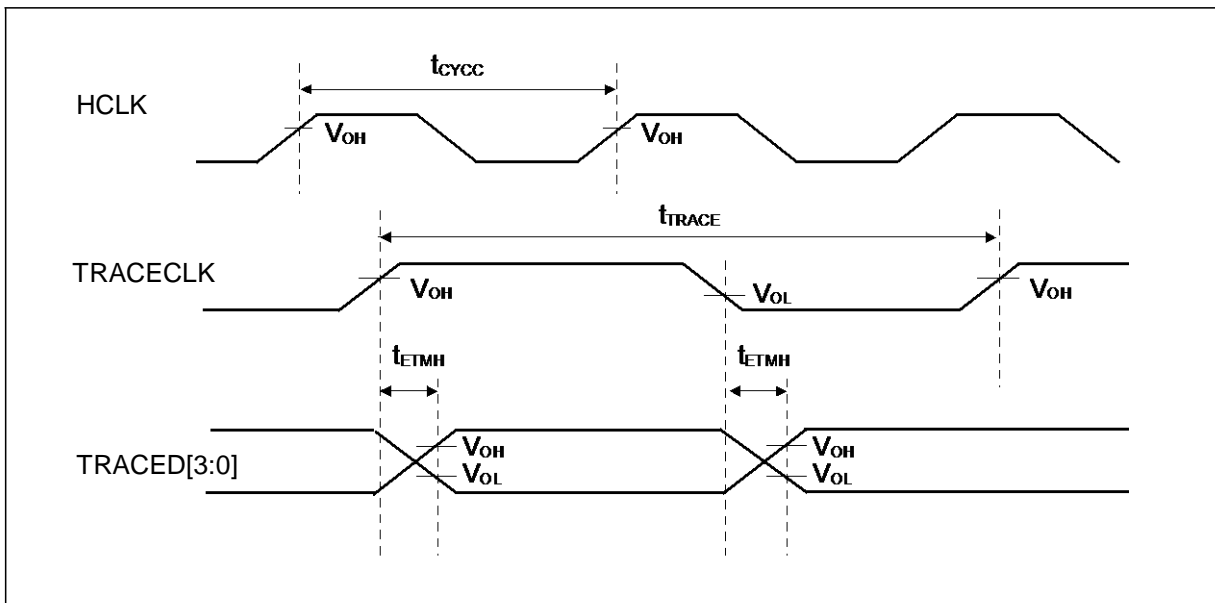 tCYCC
HCLK
VOH VOH
tTRACE
TRACECLK
VOH VOL VOH
tETMH tETMH
TRACED[3:0]
VOH VOH
VOL VOL